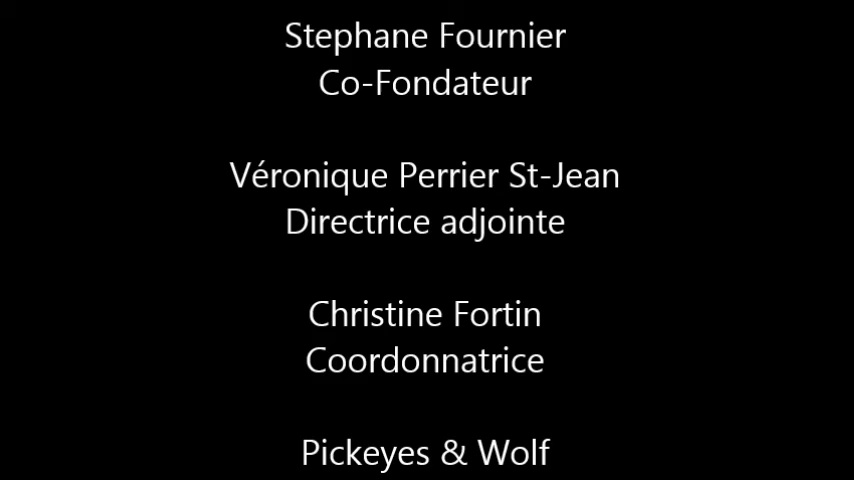 Stephane Fournier
Co-Fondateur
Véronique Perrier St-Jean
Directrice adjointe
Christine Fortin
Coordonnatrice
Pickeyes & Wolf